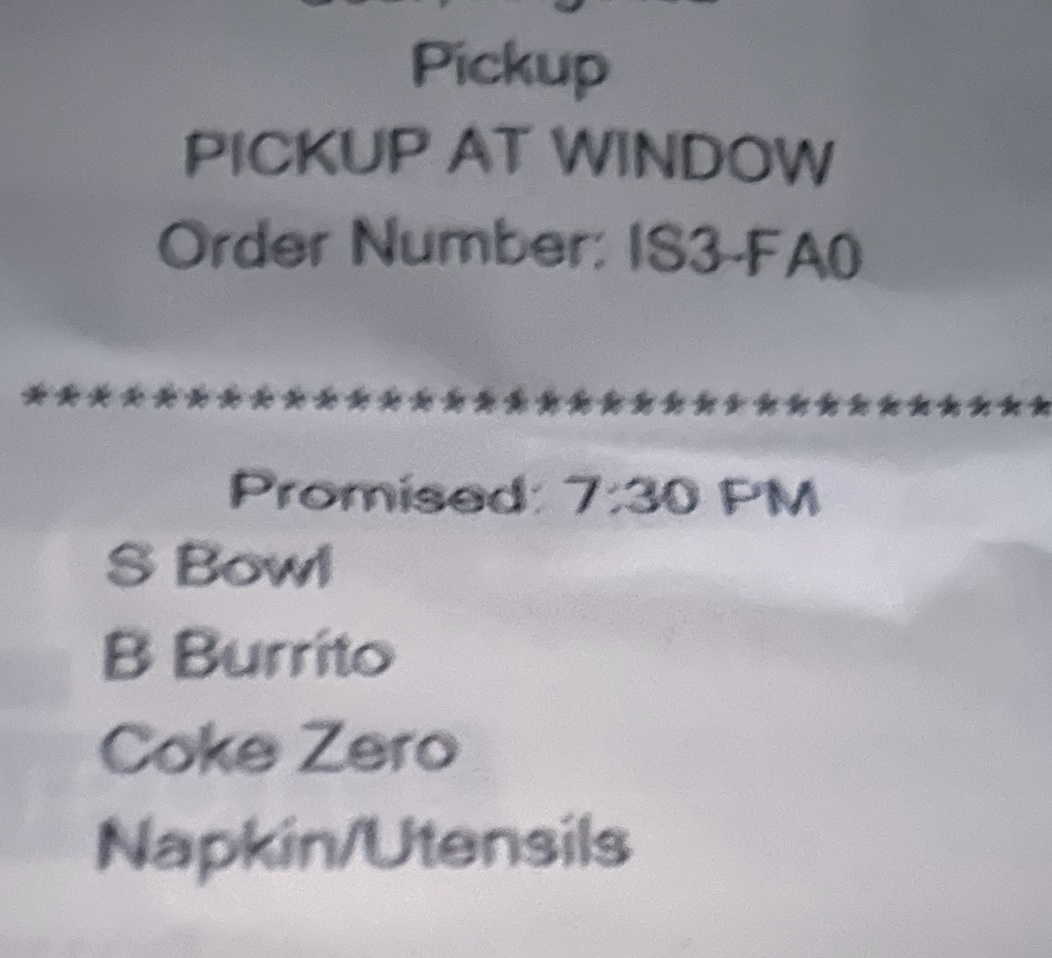 Pickup
PICKUP AT WINDOW
Order Number: IS3-FA0
*********************************
Promised: 7:30 PM
S Bowl
B Burrito
Coke Zero
Napkin/Utensils